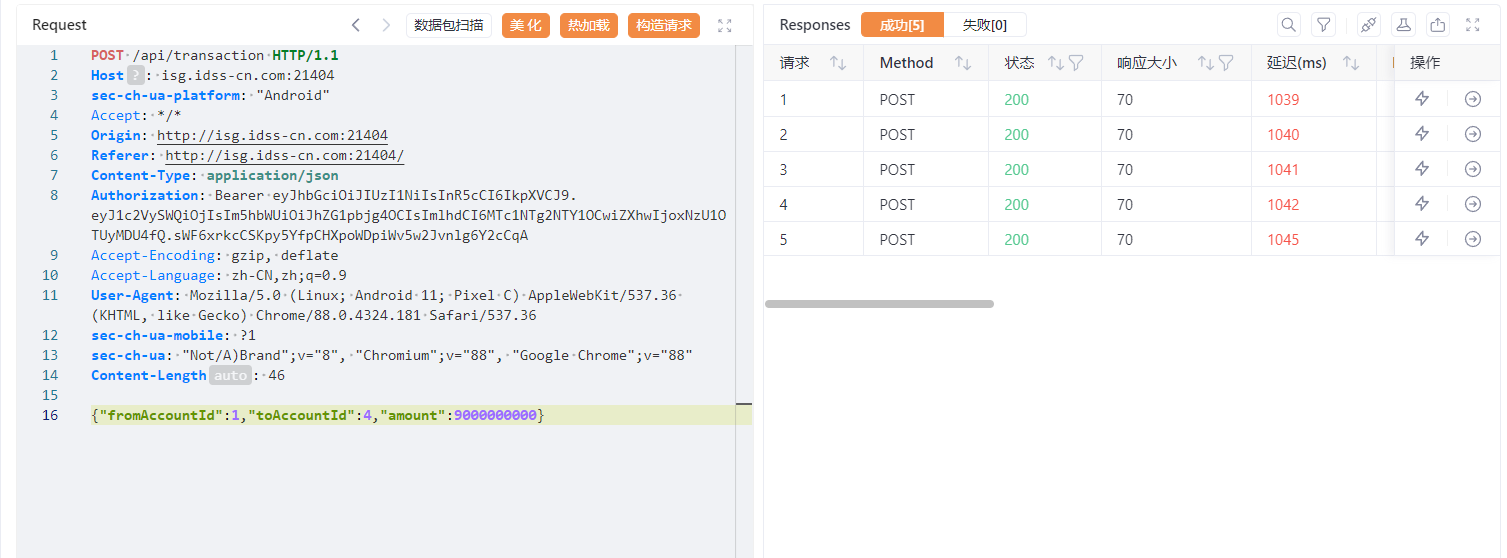 Request
数据包扫描
美 化
热加载
构造请求
1 POST /api/transaction HTTP/1.1
2 Host ? : isg.idss-cn.com:21404
3 sec-ch-ua-platform: "Android"
4 Accept: */*
5 Origin: http://isg.idss-cn.com:21404
6 Referer: http://isg.idss-cn.com:21404/
7 Content-Type: application/json
8 Authorization: Bearer eyJhbGciOiJIUzI1NiIsInR5cCI6IkpXVCJ9.
eyJ1c2VySWQiOjIsIm5hbWUiOiJhZG1pbjg4OCIsImlhdCI6MTc1NTg2NTY1OCwiZXhwIjoxNzU1O
TUyMDU4fQ.sWF6xrkcCSKpy5YfpCHXpoWDpiWv5w2Jvnlg6Y2cCqA
9 Accept-Encoding: gzip, deflate
10 Accept-Language: zh-CN,zh;q=0.9
11 User-Agent: Mozilla/5.0 (Linux; Android 11; Pixel C) AppleWebKit/537.36
(KHTML, like Gecko) Chrome/88.0.4324.181 Safari/537.36
12 sec-ch-ua-mobile: ?1
13 sec-ch-ua: "Not/A)Brand";v="8", "Chromium";v="88", "Google Chrome";v="88"
14 Content-Length auto : 46
15
16 {"fromAccountId":1,"toAccountId":4,"amount":9000000000}
Responses 成功[5] 失败[0]
请求 Method 状态 响应大小 延迟(ms) 操作
1 POST 200 70 1039
2 POST 200 70 1040
3 POST 200 70 1041
4 POST 200 70 1042
5 POST 200 70 1045